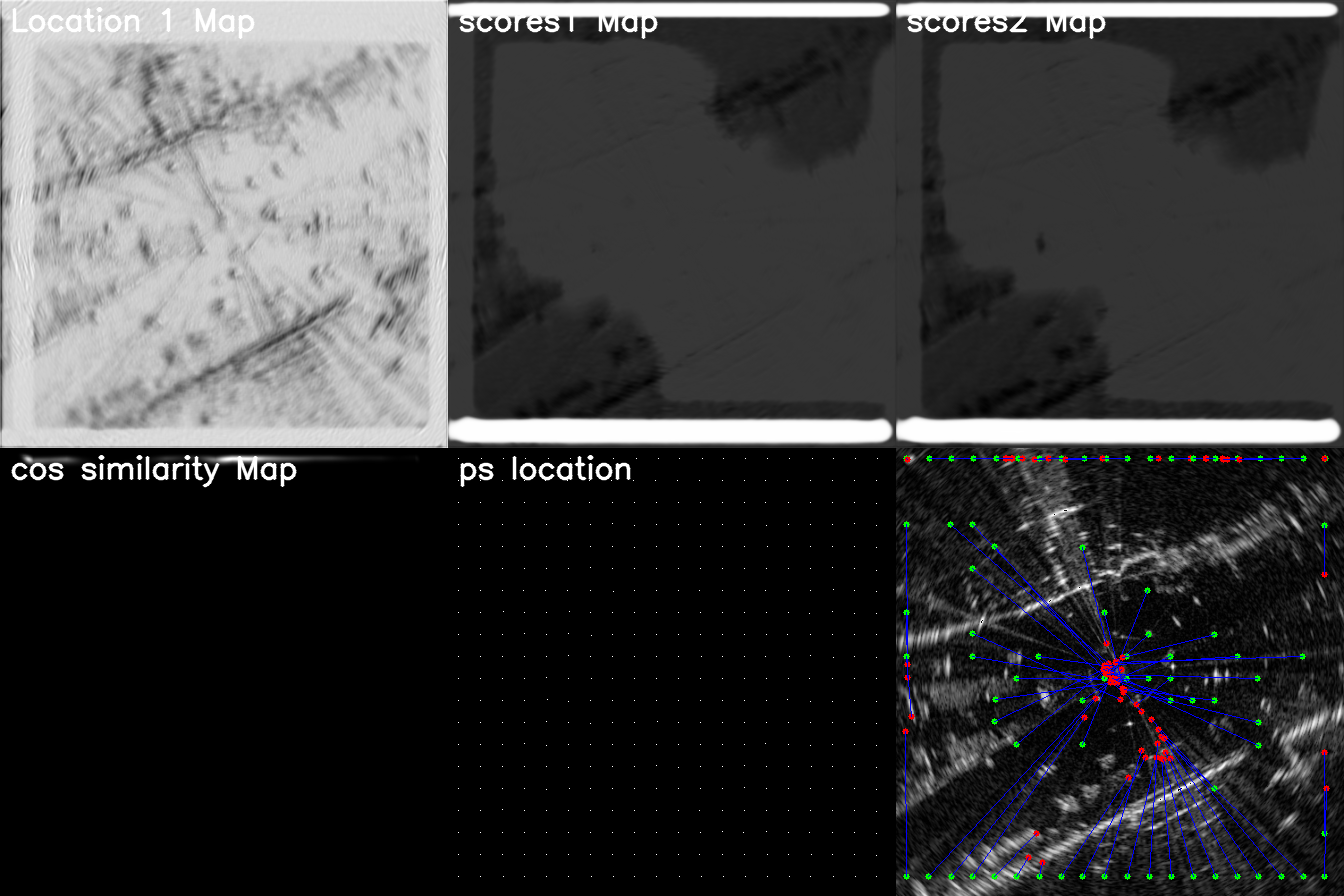 Location 1 Map
scores1 Map
scores2 Map
cos similarity Map
ps location